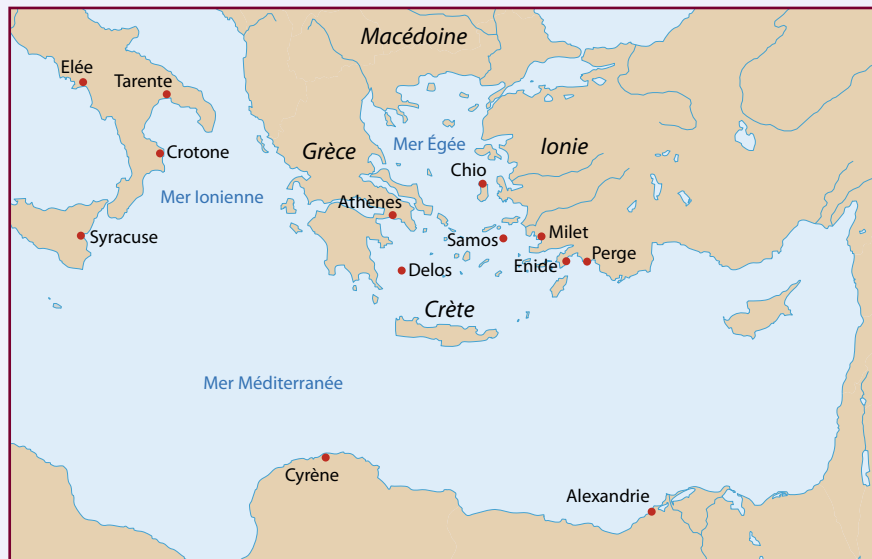 Macédoine
Elée
Tarente
Mer Égée
Ionie
Crotone
Grèce
Chio
Mer Ionienne
Athènes
Syracuse
Samos
Milet
Enide
Perge
Delos
Crète
Mer Méditerranée
Cyrène
Alexandrie